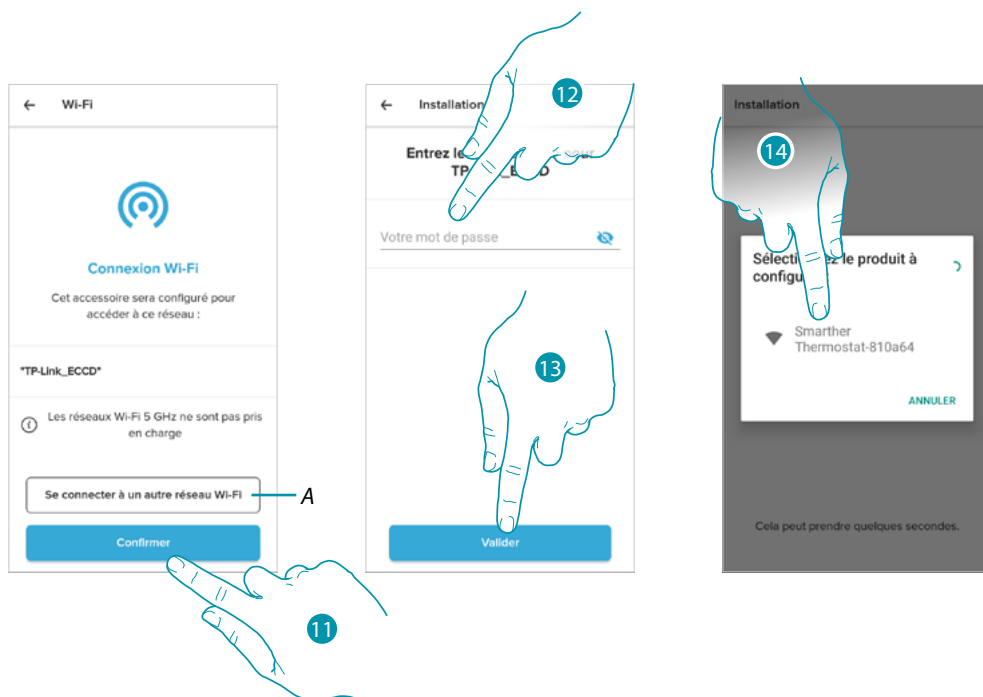 ← Wi-Fi
Connexion Wi-Fi
Cet accessoire sera configuré pour
accéder à ce réseau :
"TP-Link_ECCD"
Les réseaux Wi-Fi 5 GHz ne sont pas pris
en charge
Se connecter à un autre réseau Wi-Fi
A
Confirmer
11
← Installation
12
Entrez le pour
TP _ECCD
Votre mot de passe
13
Valider
Installation
14
Sélecti ez le produit à
configu
Smarther
Thermostat-810a64
ANNULER
Cela peut prendre quelques secondes.